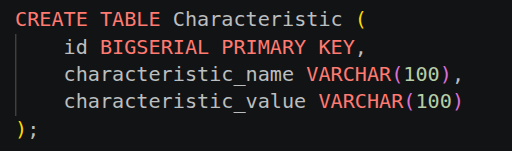 CREATE TABLE Characteristic (
    id BIGSERIAL PRIMARY KEY,
    characteristic_name VARCHAR(100),
    characteristic_value VARCHAR(100)
);